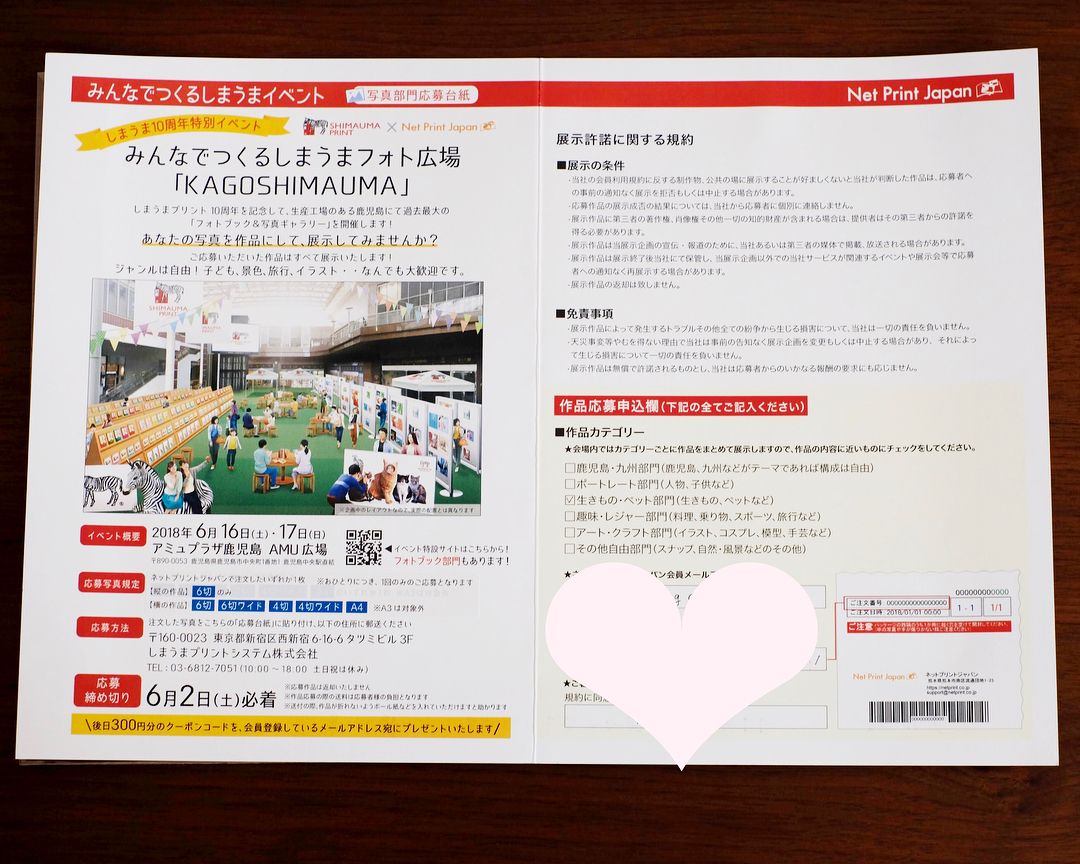 みんなでつくるしまうまイベント
写真部門応募台紙
しまうま10周年特別イベント
SHIMAUMA PRINT × Net Print Japan
みんなでつくるしまうまフォト広場
「KAGOSHIMAUMA」
しまうまプリント10周年を記念して、生産工場のある鹿児島にて過去最大の
「フォトブック&写真ギャラリー」を開催します!
あなたの写真を作品にして、展示してみませんか?
ご応募いただいた作品はすべて展示いたします!
ジャンルは自由!子ども、景色、旅行、イラスト・・なんでも大歓迎です。
SHIMAUMA PRINT
※企画中のレイアウトなので、実際の配置とは異なります
イベント概要
2018年6月16日(土)・17日(日)
アミュプラザ鹿児島 AMU広場
〒890-0053 鹿児島県鹿児島市中央町1番地1 鹿児島中央駅直結
イベント特設サイトはこちらから!
フォトブック部門もあります!
応募写真規定
ネットプリントジャパンで注文したいずれか1枚 ※おひとりにつき、1回のみのご応募となります
【縦の作品】 6切 のみ
【横の作品】 6切 6切ワイド 4切 4切ワイド A4 ※A3は対象外
応募方法
注文した写真をこちらの「応募台紙」に貼り付け、以下の住所に郵送ください
〒160-0023 東京都新宿区西新宿6-16-6 タツミビル3F
しまうまプリントシステム株式会社
TEL:03-6812-7051(10:00~18:00 土日祝は休み)
応募締め切り
6月2日(土)必着
※応募作品は返却いたしません
※作品応募の際の送料は応募者様の負担となります
※送付の際、作品が折れないようボール紙などを入れていただけますと助かります
\後日300円分のクーポンコードを、会員登録しているメールアドレス宛にプレゼントいたします/
Net Print Japan
展示許諾に関する規約
■展示の条件
・当社の会員利用規約に反する制作物、公共の場に展示することが好ましくないと当社が判断した作品は、応募者へ
の事前の通知なく展示を拒否もしくは中止する場合があります。
・応募作品の展示成否の結果については、当社から応募者に個別に連絡しません。
・展示作品に第三者の著作権、肖像権その他一切の知的財産が含まれる場合は、提供者はその第三者からの許諾を
得る必要があります。
・展示作品は当展示企画の宣伝・報道のために、当社あるいは第三者の媒体で掲載、放送される場合があります。
・展示作品は展示終了後当社にて保管し、当展示企画以外での当社サービスが関連するイベントや展示会等で応募
者への通知なく再展示する場合があります。
・展示作品の返却は致しません。
■免責事項
・展示作品によって発生するトラブルその他全ての紛争から生じる損害について、当社は一切の責任を負いません。
・天災事変等やむを得ない理由で当社は事前の告知なく展示企画を変更もしくは中止する場合があり、それによっ
て生じる損害について一切の責任を負いません。
・展示作品は無償で許諾されるものとし、当社は応募者からのいかなる報酬の要求にも応じません。
作品応募申込欄(下記の全てご記入ください)
■作品カテゴリー
★会場内ではカテゴリーごとに作品をまとめて展示しますので、作品の内容に近いものにチェックをしてください。
□鹿児島・九州部門(鹿児島、九州などがテーマであれば構成は自由)
□ポートレート部門(人物、子供など)
☑生きもの・ペット部門(生きもの、ペットなど)
□趣味・レジャー部門(料理、乗り物、スポーツ、旅行など)
□アート・クラフト部門(イラスト、コスプレ、模型、手芸など)
□その他自由部門(スナップ、自然・風景などのその他)
パン会員メール
規約に同
00000000000
ご注文番号:0000000000000
ご注文日時:2018/01/01 00:00
1-1
1/1
ご注意
Net Print Japan
ネットプリントジャパン
https://netprint.co.jp
support@netprint.co.jp